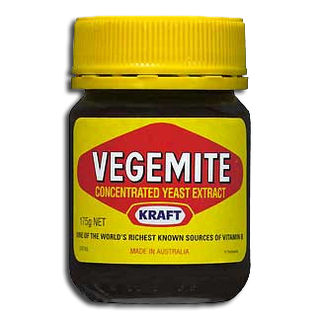 VEGEMITE
CONCENTRATED YEAST EXTRACT
KRAFT
175g NET
ONE OF THE WORLD'S RICHEST KNOWN SOURCES OF VITAMIN B
MADE IN AUSTRALIA